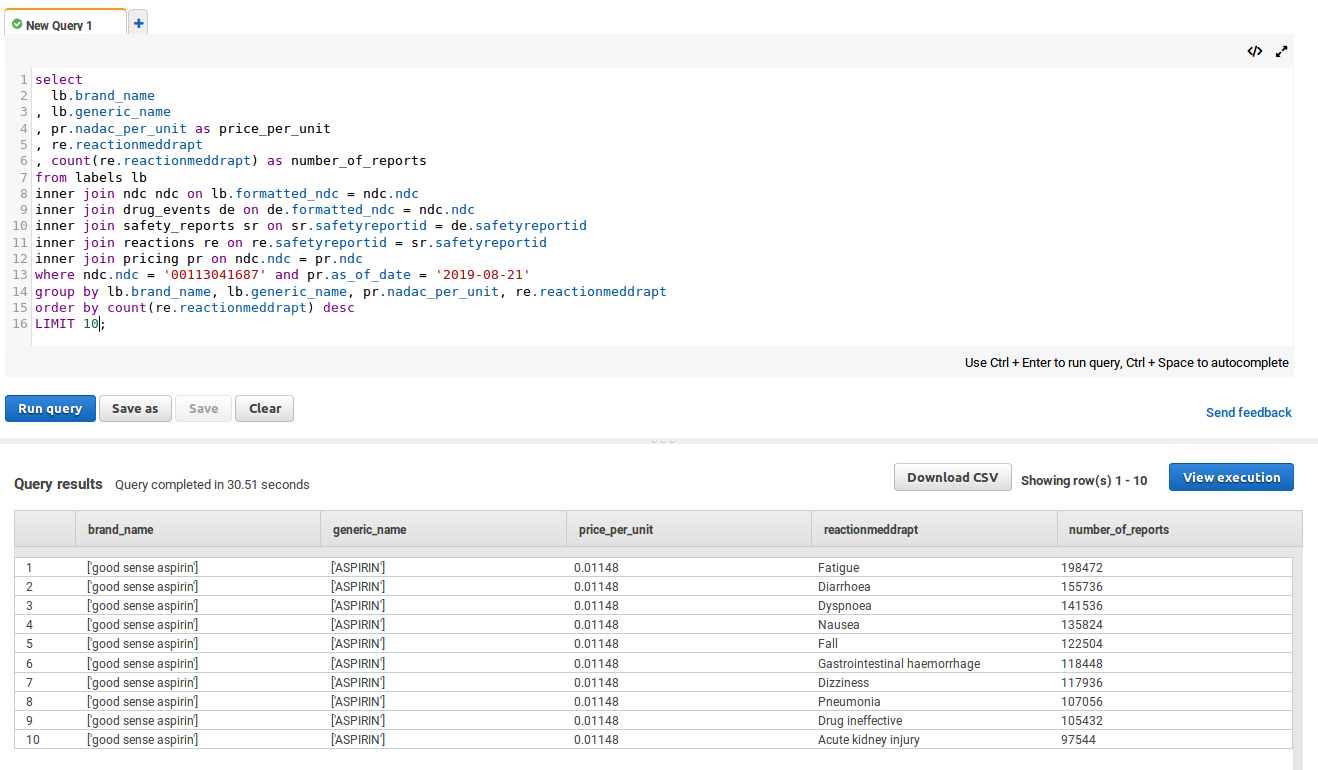 New Query 1 +
</>
1 select
2   lb.brand_name
3 , lb.generic_name
4 , pr.nadac_per_unit as price_per_unit
5 , re.reactionmeddrapt
6 , count(re.reactionmeddrapt) as number_of_reports
7 from labels lb
8 inner join ndc ndc on lb.formatted_ndc = ndc.ndc
9 inner join drug_events de on de.formatted_ndc = ndc.ndc
10 inner join safety_reports sr on sr.safetyreportid = de.safetyreportid
11 inner join reactions re on re.safetyreportid = sr.safetyreportid
12 inner join pricing pr on ndc.ndc = pr.ndc
13 where ndc.ndc = '00113041687' and pr.as_of_date = '2019-08-21'
14 group by lb.brand_name, lb.generic_name, pr.nadac_per_unit, re.reactionmeddrapt
15 order by count(re.reactionmeddrapt) desc
16 LIMIT 10;
Use Ctrl + Enter to run query, Ctrl + Space to autocomplete
Run query Save as Save Clear Send feedback
Query results Query completed in 30.51 seconds Download CSV Showing row(s) 1 - 10 View execution
brand_name generic_name price_per_unit reactionmeddrapt number_of_reports
1 ['good sense aspirin'] ['ASPIRIN'] 0.01148 Fatigue 198472
2 ['good sense aspirin'] ['ASPIRIN'] 0.01148 Diarrhoea 155736
3 ['good sense aspirin'] ['ASPIRIN'] 0.01148 Dyspnoea 141536
4 ['good sense aspirin'] ['ASPIRIN'] 0.01148 Nausea 135824
5 ['good sense aspirin'] ['ASPIRIN'] 0.01148 Fall 122504
6 ['good sense aspirin'] ['ASPIRIN'] 0.01148 Gastrointestinal haemorrhage 118448
7 ['good sense aspirin'] ['ASPIRIN'] 0.01148 Dizziness 117936
8 ['good sense aspirin'] ['ASPIRIN'] 0.01148 Pneumonia 107056
9 ['good sense aspirin'] ['ASPIRIN'] 0.01148 Drug ineffective 105432
10 ['good sense aspirin'] ['ASPIRIN'] 0.01148 Acute kidney injury 97544